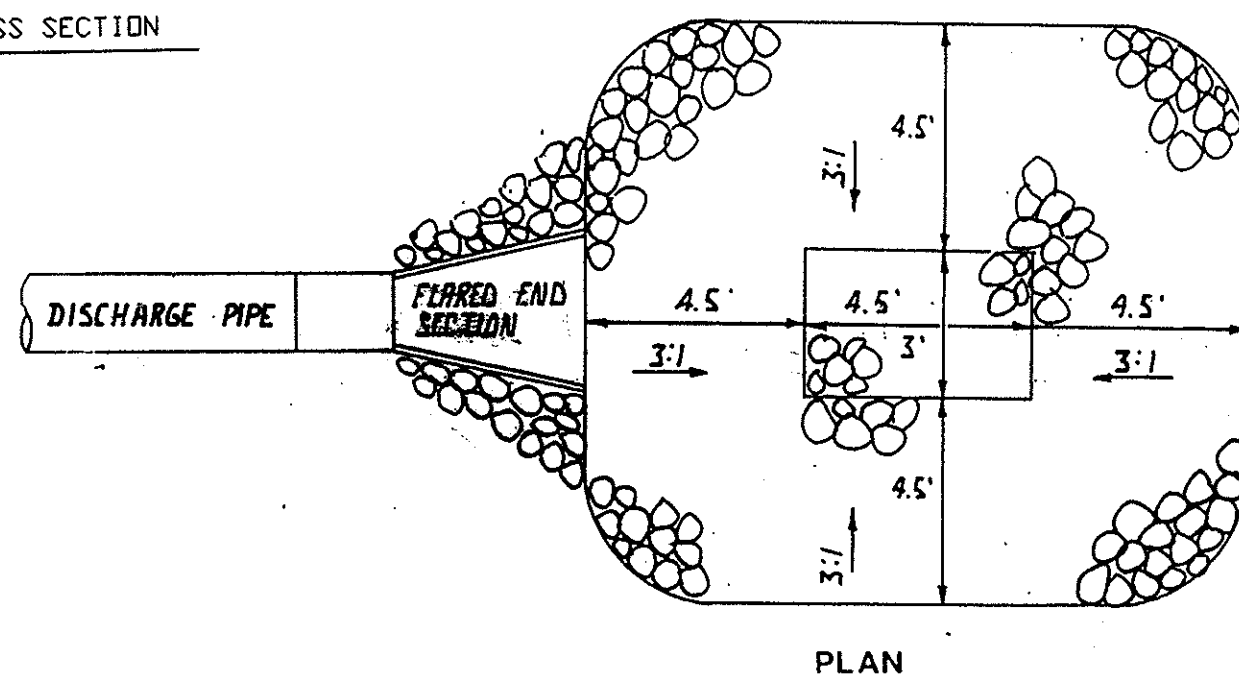 SS SECTION
4.5'
3:1
DISCHARGE PIPE
FLARED END
SECTION
4.5'
4.5'
4.5'
3'
3:1
3:1
4.5'
3:1
PLAN